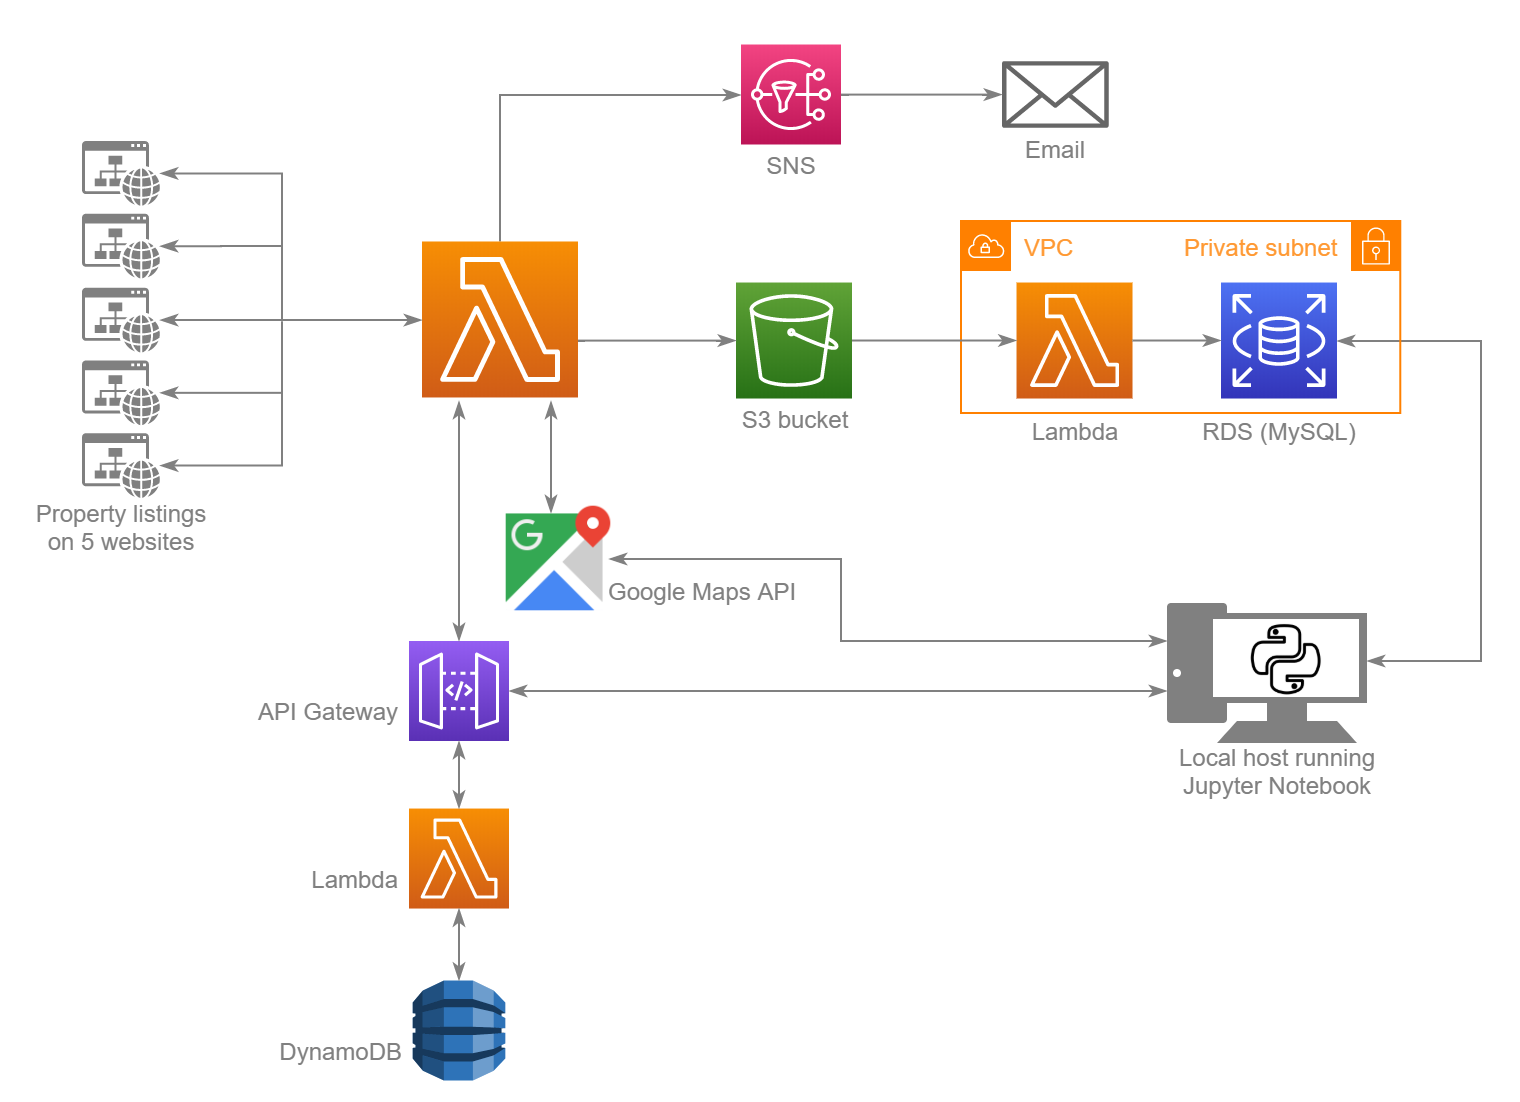 SNS
Email
VPC
Private subnet
S3 bucket
Lambda
RDS (MySQL)
Property listings
on 5 websites
G
Google Maps API
</>
API Gateway
Local host running
Jupyter Notebook
Lambda
DynamoDB